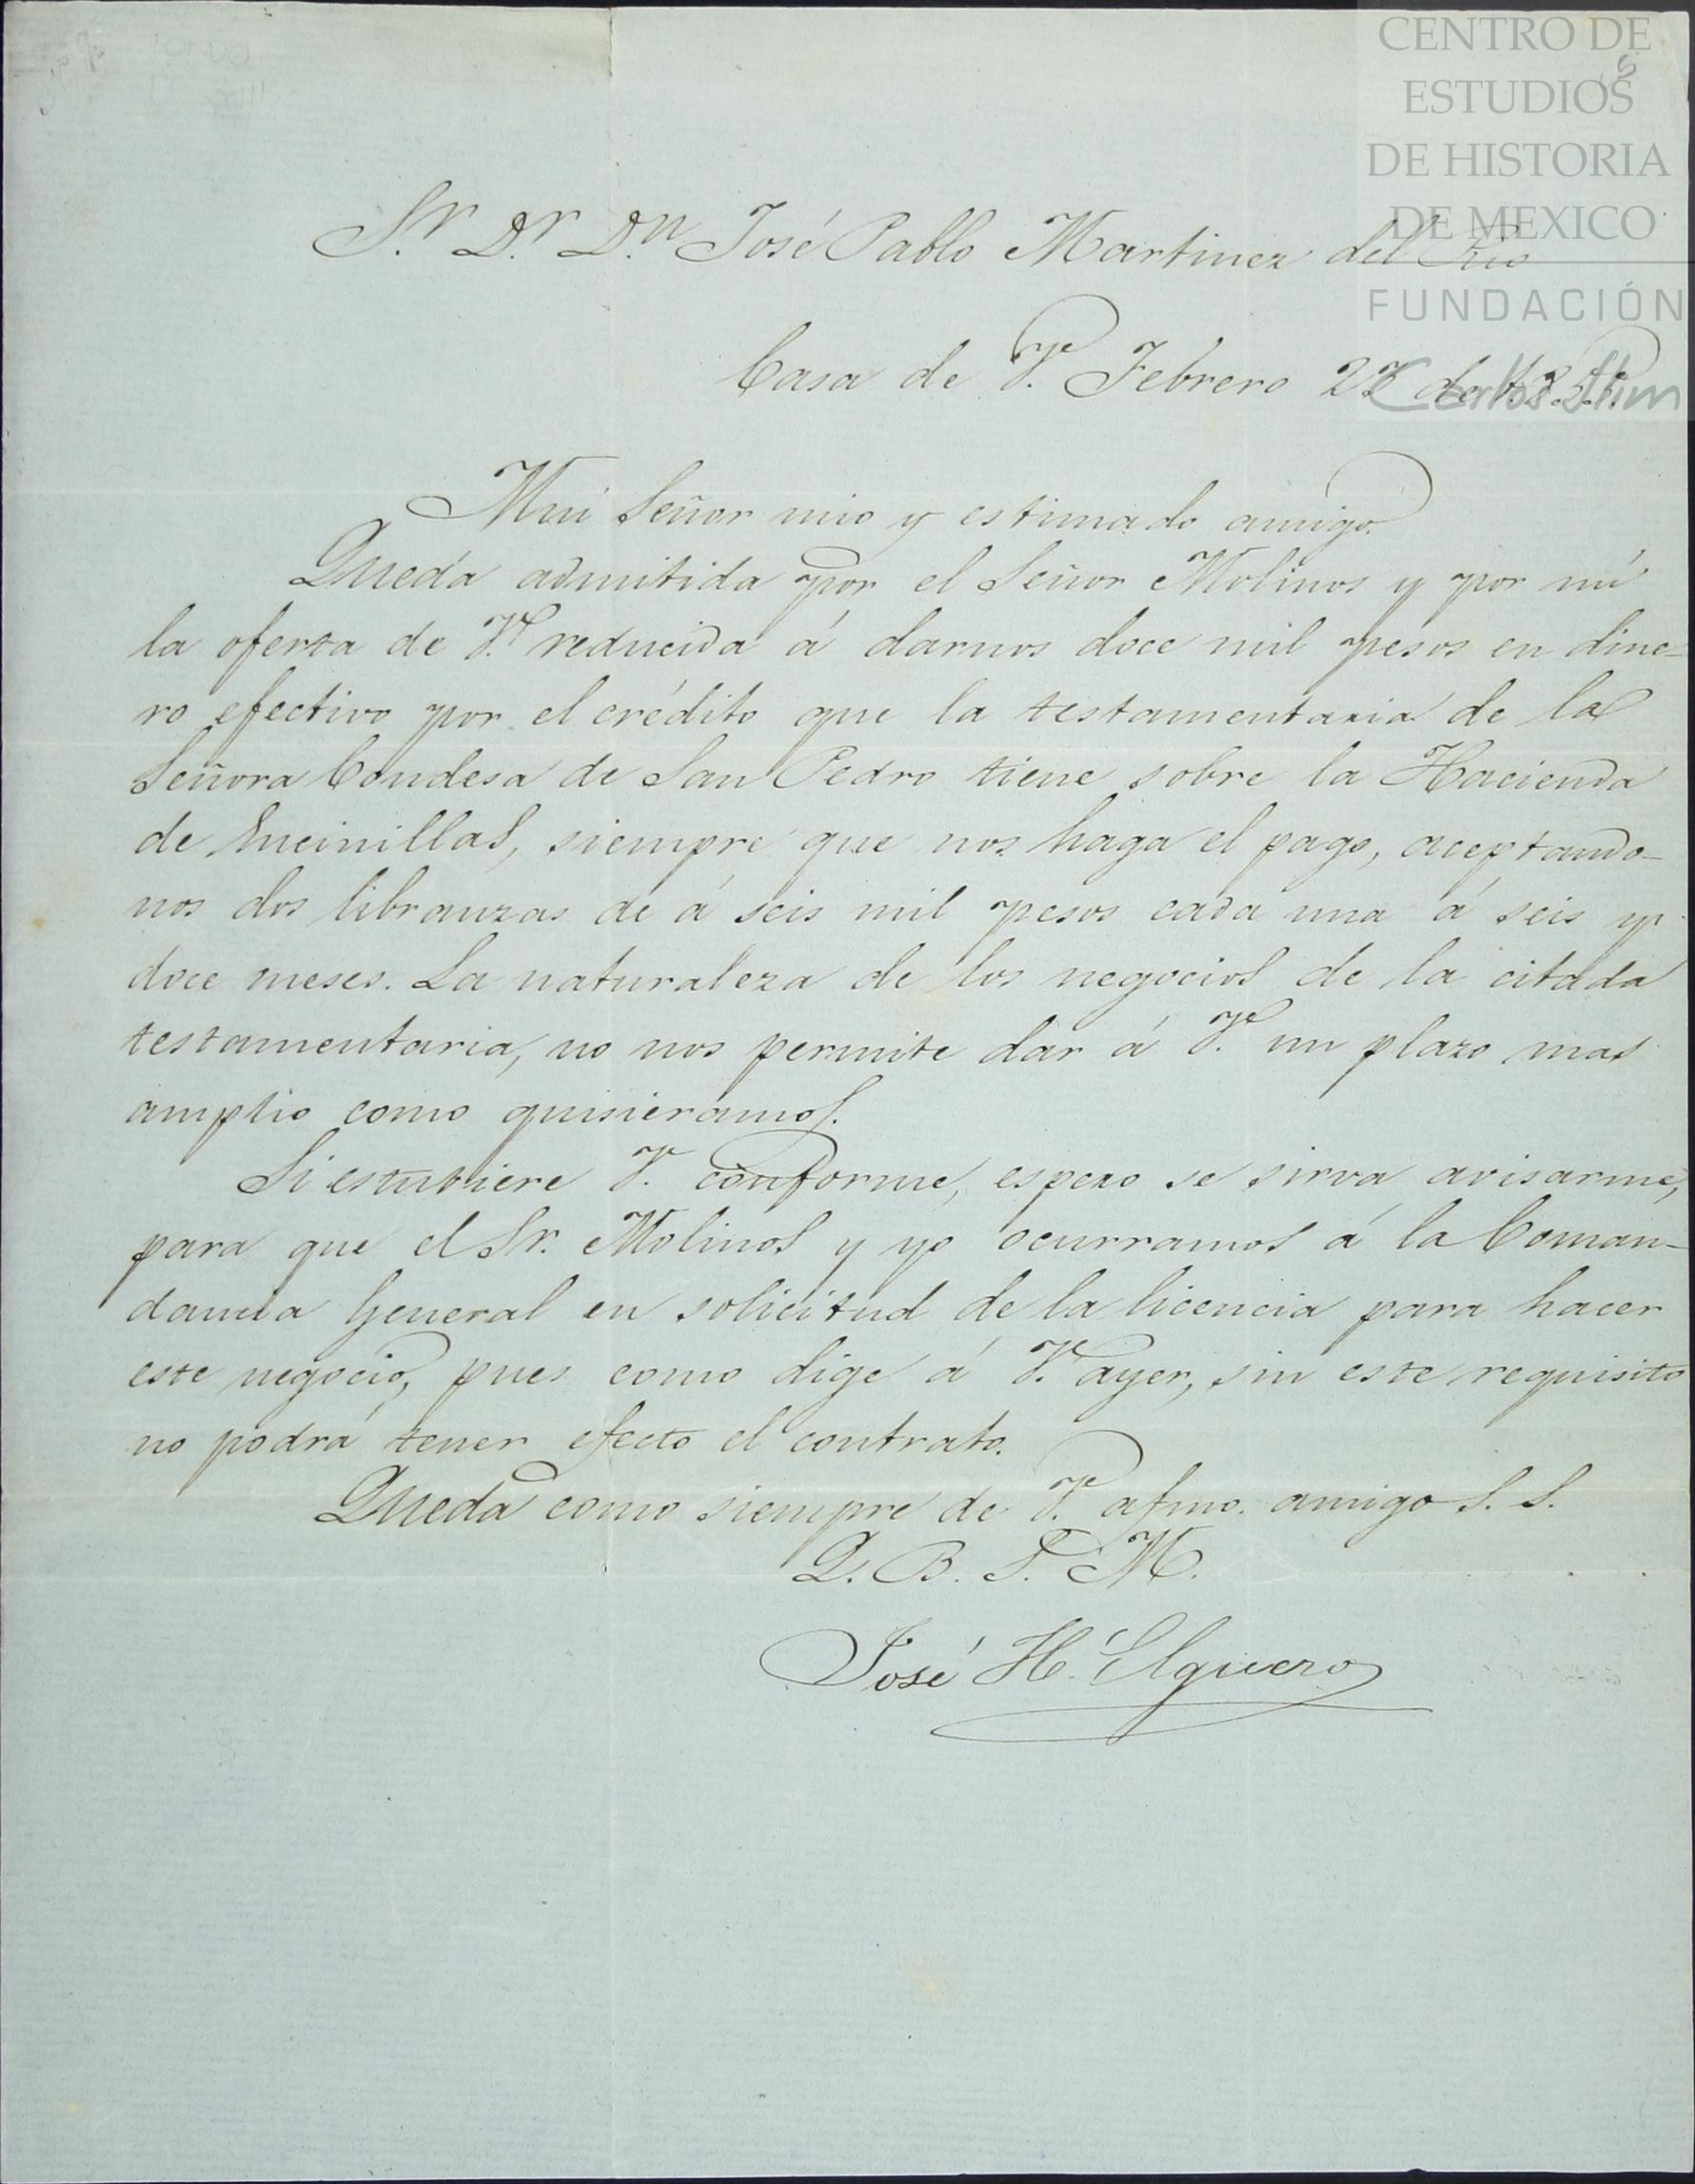 CENTRO DE
ESTUDIOS
DE HISTORIA
DE MEXICO
FUNDACIÓN
Carlos Slim
Sr. Dr. Dn. José Pablo Martinez del Rio
Casa de V. Febrero 23 de
Mui Señor mio y estimado amigo.
Queda admitida por el Señor Molinos y por mí
la oferta de V. reducida á darnos doce mil pesos en dine-
ro efectivo por el crédito que la testamentaria de la
Señora Condesa de San Pedro tiene sobre la Hacienda
de Encinillas, siempre que nos haga el pago, aceptando-
nos dos libranzas de á seis mil pesos cada una á seis y
doce meses. La naturaleza de los negocios de la citada
testamentaria, no nos permite dar á V. un plazo mas
amplio como quisieramos.
Si estubiere V. conforme, espero se sirva avisarme,
para que el Sr. Molinos y yo ocurramos á la Coman-
dancia General en solicitud de la licencia para hacer
este negocio, pues como dige á V. ayer, sin este requisito
no podrá tener efecto el contrato.
Queda como siempre de V. afmo. amigo S. S.
Q. B. S. M.
José H. Elguero